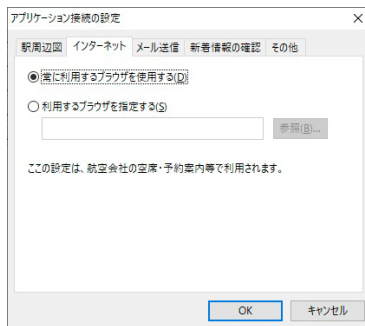 アプリケーション接続の設定
駅周辺図 インターネット メール送信 新着情報の確認 その他
常に利用するブラウザを使用する(D)
利用するブラウザを指定する(S)
参照(B)...
ここの設定は、航空会社の空席・予約案内等で利用されます。
OK キャンセル